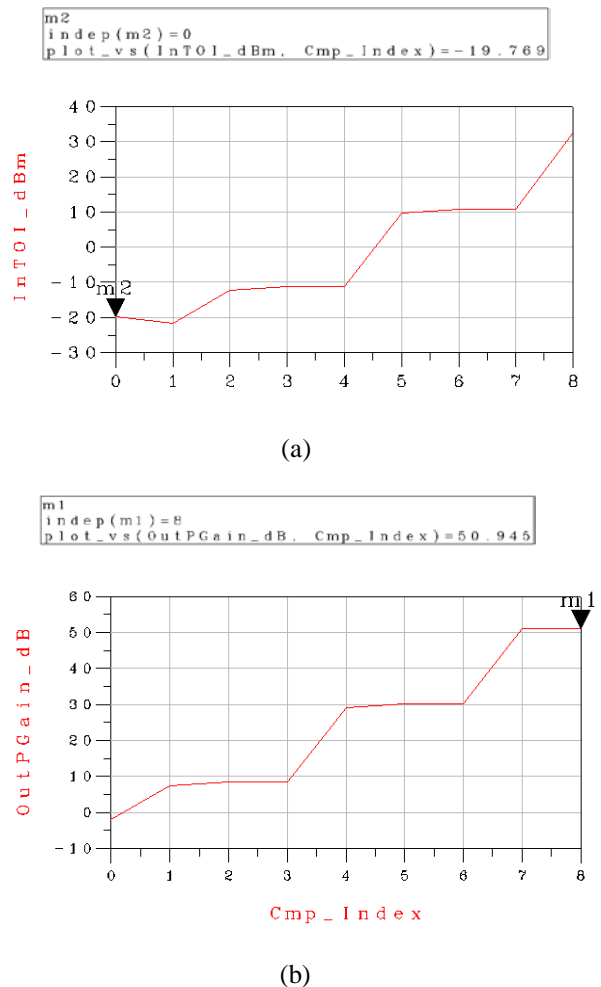 m2
indep(m2)=0
plot_vs(InTOI_dBm, Cmp_Index)=-19.769
InTOI_dBm
40
30
20
10
0
-10
-20
-30
m2
0 1 2 3 4 5 6 7 8
(a)
m1
indep(m1)=8
plot_vs(OutPGain_dB, Cmp_Index)=50.945
OutPGain_dB
60
50
40
30
20
10
0
-10
m1
0 1 2 3 4 5 6 7 8
Cmp_Index
(b)